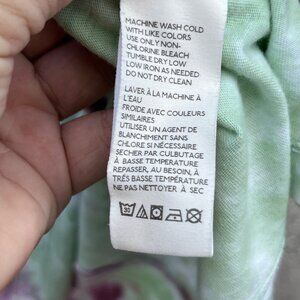 MACHINE WASH COLD
WITH LIKE COLORS
USE ONLY NON-
CHLORINE BLEACH
TUMBLE DRY LOW
LOW IRON AS NEEDED
DO NOT DRY CLEAN
LAVER À LA MACHINE À
L'EAU
FROIDE AVEC COULEURS
SIMILAIRES
UTILISER UN AGENT DE
BLANCHIMENT SANS
CHLORE SI NÉCESSAIRE
SECHER PAR CULBUTAGE
À BASSE TEMPÉRATURE
REPASSER, AU BESOIN, À
TRÉS BASSE TEMPÉRATURE
NE PAS NETTOYER À SEC